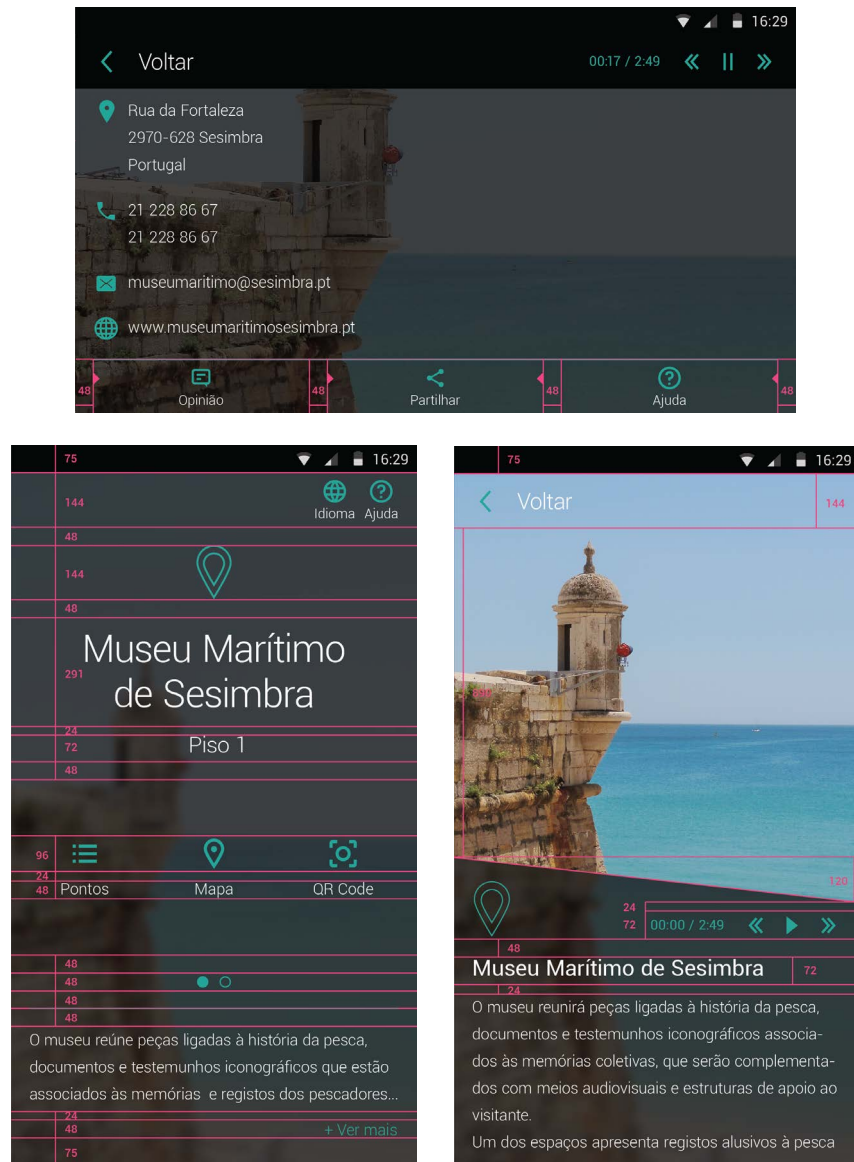 16:29
Voltar
00:17 / 2:49
Rua da Fortaleza
2970-628 Sesimbra
Portugal
21 228 86 67
21 228 86 67
museumaritimo@sesimbra.pt
www.museumaritimosesimbra.pt
48
48
48
48
Opinião
Partilhar
Ajuda
75
16:29
144
Idioma
Ajuda
48
144
48
Museu Marítimo
291
de Sesimbra
24
72
Piso 1
48
96
24
48
Pontos
Mapa
QR Code
48
48
48
48
O museu reúne peças ligadas à história da pesca,
documentos e testemunhos iconográficos que estão
associados às memórias e registos dos pescadores...
24
48
+ Ver mais
75
75
16:29
Voltar
144
120
24
72
00:00 / 2:49
48
Museu Marítimo de Sesimbra
72
24
O museu reunirá peças ligadas à história da pesca,
documentos e testemunhos iconográficos associa-
dos às memórias coletivas, que serão complementa-
dos com meios audiovisuais e estruturas de apoio ao
visitante.
Um dos espaços apresenta registos alusivos à pesca